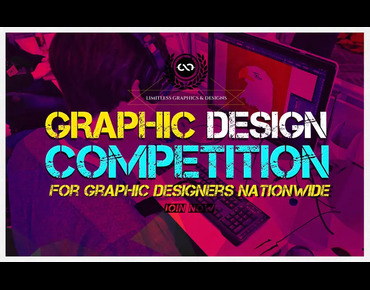 LIMITLESS GRAPHICS & DESIGNS
GRAPHIC DESIGN
COMPETITION
FOR GRAPHIC DESIGNERS NATIONWIDE
JOIN NOW